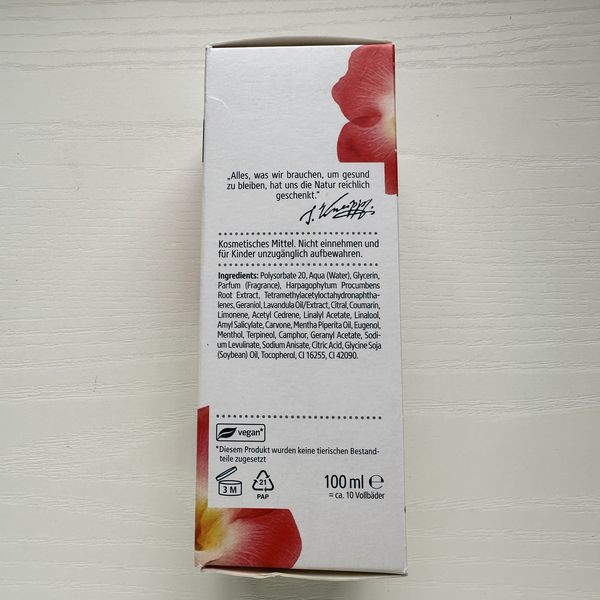 „Alles, was wir brauchen, um gesund
zu bleiben, hat uns die Natur reichlich
geschenkt.“
S. Kneipp.
Kosmetisches Mittel. Nicht einnehmen und
für Kinder unzugänglich aufbewahren.
Ingredients: Polysorbate 20, Aqua (Water), Glycerin,
Parfum (Fragrance), Harpagophytum Procumbens
Root Extract, Tetramethylacetyloctahydronaphtha-
lenes, Geraniol, Lavandula Oil/Extract, Citral, Coumarin,
Limonene, Acetyl Cedrene, Linalyl Acetate, Linalool,
Amyl Salicylate, Carvone, Mentha Piperita Oil, Eugenol,
Menthol, Terpineol, Camphor, Geranyl Acetate, Sodi-
um Levulinate, Sodium Anisate, Citric Acid, Glycine Soja
(Soybean) Oil, Tocopherol, CI 16255, CI 42090.
vegan*
*Diesem Produkt wurden keine tierischen Bestand-
teile zugesetzt
3 M
21
PAP
100 ml ℮
= ca. 10 Vollbäder